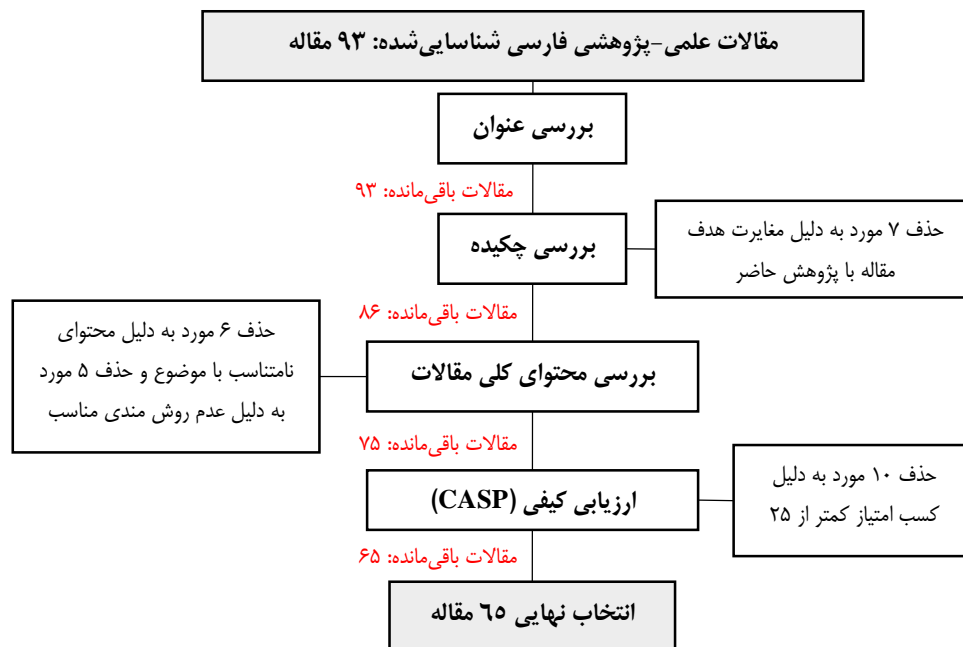 مقالات علمی-پژوهشی فارسی شناسایی‌شده: ۹۳ مقاله
بررسی عنوان
مقالات باقی‌مانده: ۹۳
بررسی چکیده
حذف ۷ مورد به دلیل مغایرت هدف
مقاله با پژوهش حاضر
مقالات باقی‌مانده: ۸۶
بررسی محتوای کلی مقالات
حذف ۶ مورد به دلیل محتوای
نامتناسب با موضوع و حذف ۵ مورد
به دلیل عدم روش مندی مناسب
مقالات باقی‌مانده: ۷۵
ارزیابی کیفی (CASP)
حذف ۱۰ مورد به دلیل
کسب امتیاز کمتر از ۲۵
مقالات باقی‌مانده: ۶۵
انتخاب نهایی ۶۵ مقاله